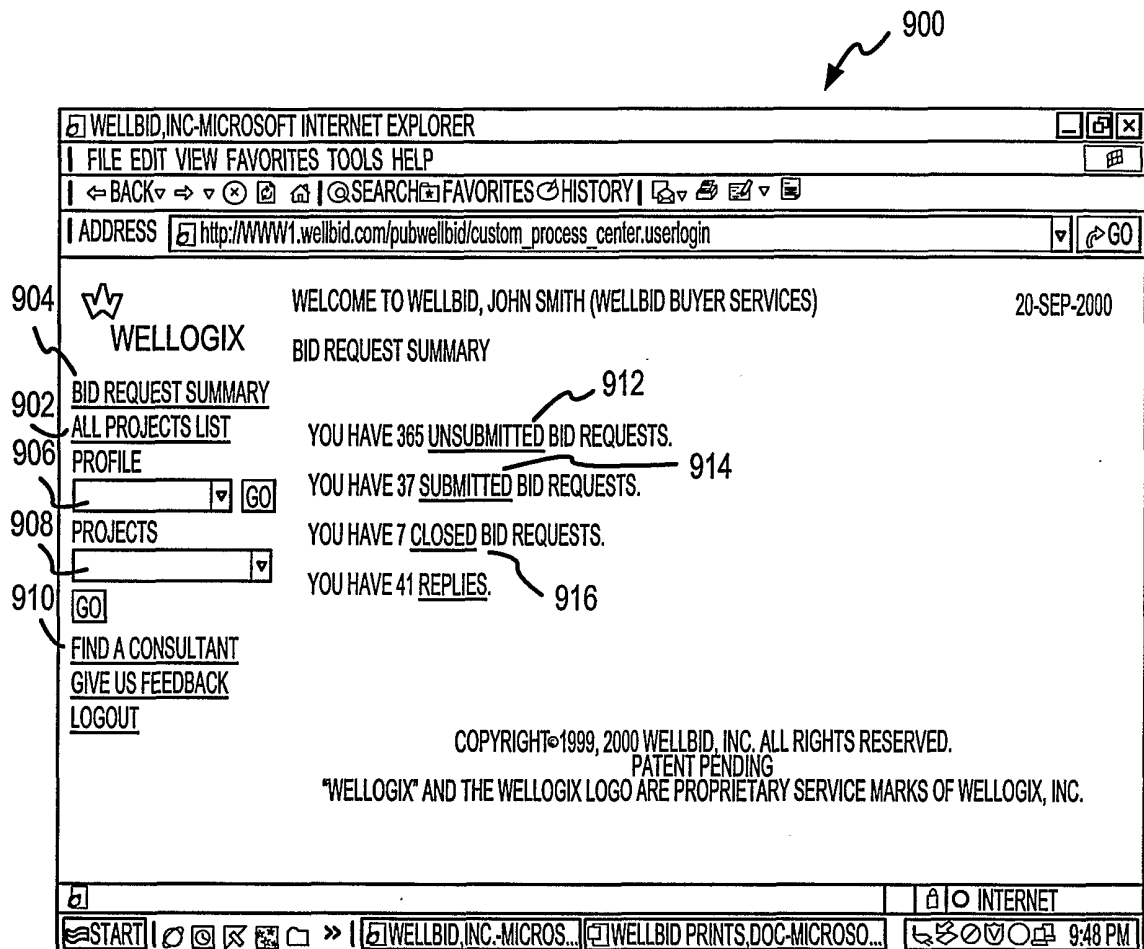 900
WELLBID,INC-MICROSOFT INTERNET EXPLORER
FILE EDIT VIEW FAVORITES TOOLS HELP
BACK SEARCH FAVORITES HISTORY
ADDRESS http://WWW1.wellbid.com/pubwellbid/custom_process_center.userlogin GO
904
WELLOGIX
WELCOME TO WELLBID, JOHN SMITH (WELLBID BUYER SERVICES) 20-SEP-2000
BID REQUEST SUMMARY
BID REQUEST SUMMARY
902
ALL PROJECTS LIST
906
PROFILE
GO
908
PROJECTS
910
GO
FIND A CONSULTANT
GIVE US FEEDBACK
LOGOUT
912
YOU HAVE 365 UNSUBMITTED BID REQUESTS.
914
YOU HAVE 37 SUBMITTED BID REQUESTS.
YOU HAVE 7 CLOSED BID REQUESTS.
916
YOU HAVE 41 REPLIES.
COPYRIGHT©1999, 2000 WELLBID, INC. ALL RIGHTS RESERVED.
PATENT PENDING
"WELLOGIX" AND THE WELLOGIX LOGO ARE PROPRIETARY SERVICE MARKS OF WELLOGIX, INC.
INTERNET
START » WELLBID,INC.-MICROS... WELLBID PRINTS,DOC-MICROSO... 9:48 PM